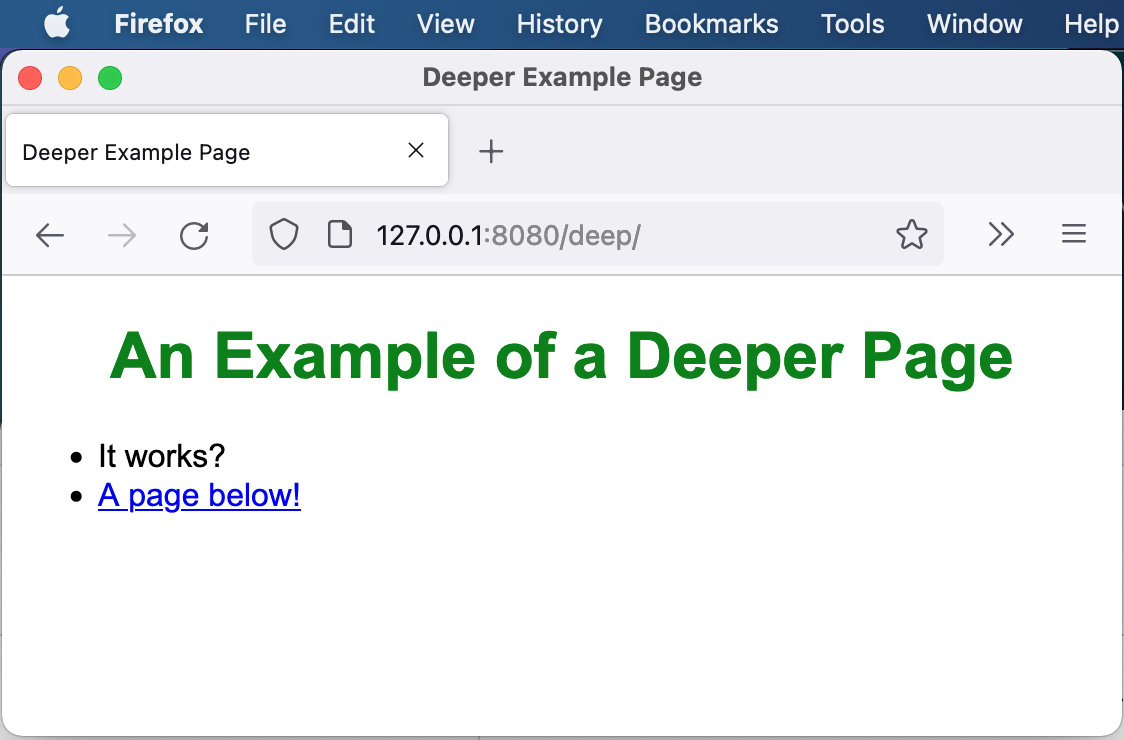 Firefox File Edit View History Bookmarks Tools Window Help
Deeper Example Page
Deeper Example Page
127.0.0.1:8080/deep/
An Example of a Deeper Page
It works?
A page below!